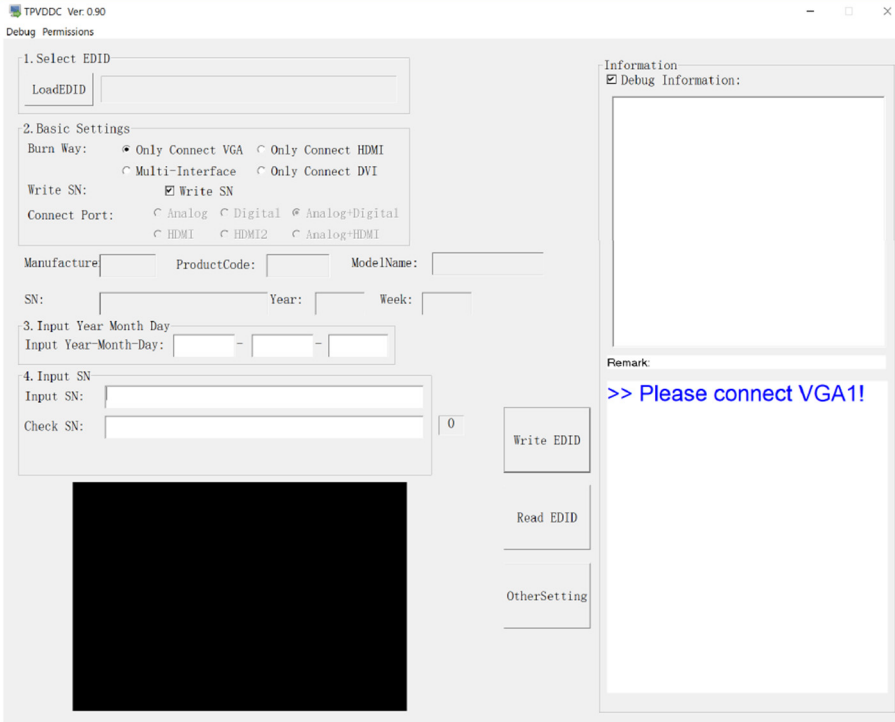 TPVDDC Ver: 0.90
Debug Permissions
1.Select EDID
LoadEDID
2.Basic Settings
Burn Way: Only Connect VGA Only Connect HDMI
Multi-Interface Only Connect DVI
Write SN: Write SN
Connect Port: Analog Digital Analog+Digital
HDMI HDMI2 Analog+HDMI
Manufacture ProductCode: ModelName:
SN: Year: Week:
3.Input Year Month Day
Input Year-Month-Day: - -
4.Input SN
Input SN:
Check SN: 0
Write EDID
Read EDID
OtherSetting
Information
Debug Information:
Remark:
>> Please connect VGA1!